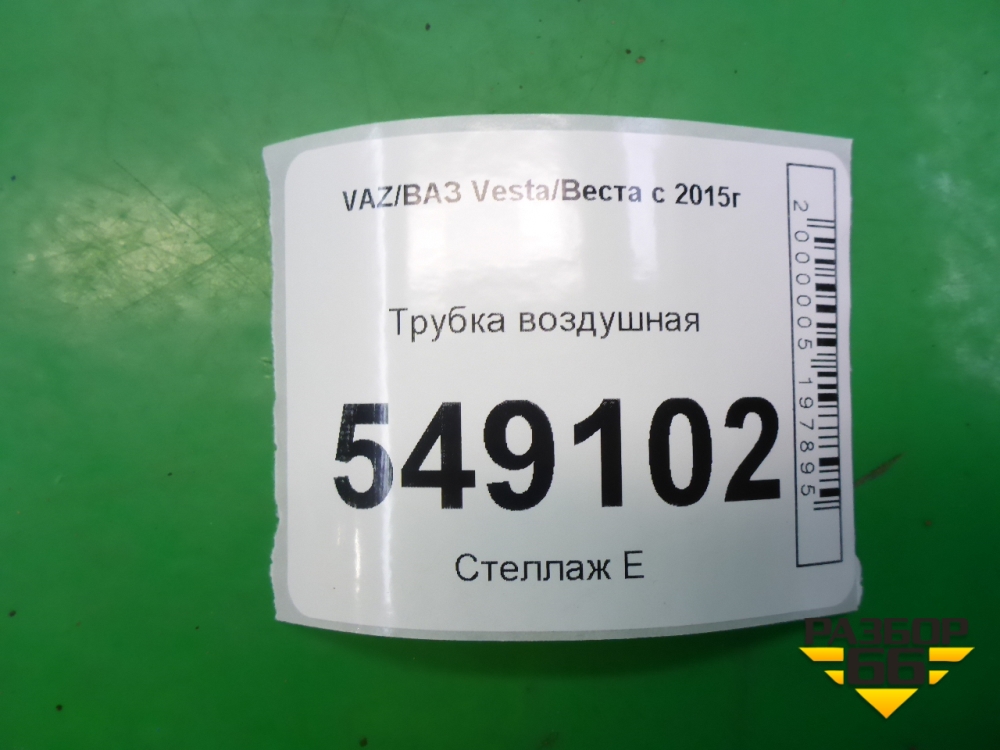 VAZ/ВАЗ Vesta/Веста с 2015г
Трубка воздушная
549102
Стеллаж Е
2000005197895
РАЗБОР
66